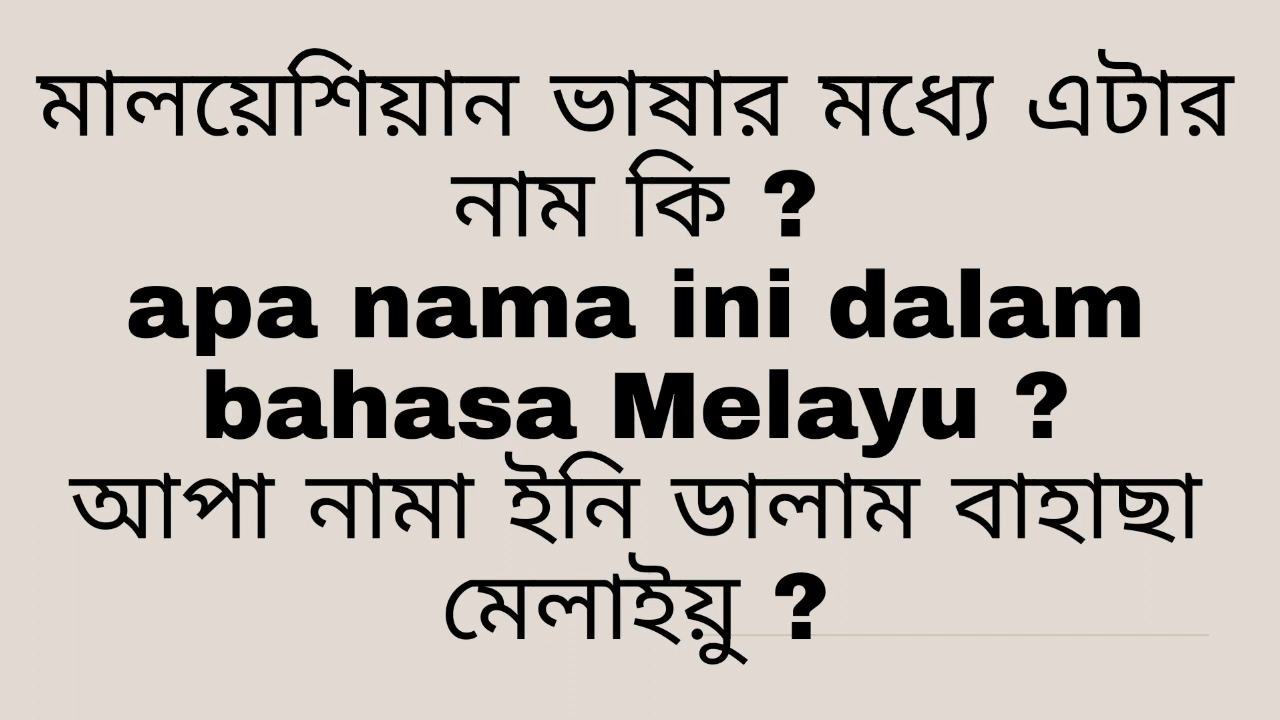 মালয়েশিয়ান ভাষার মধ্যে এটার
নাম কি ?
apa nama ini dalam
bahasa Melayu ?
আপা নামা ইনি ডালাম বাহাছা
মেলাইয়ু ?